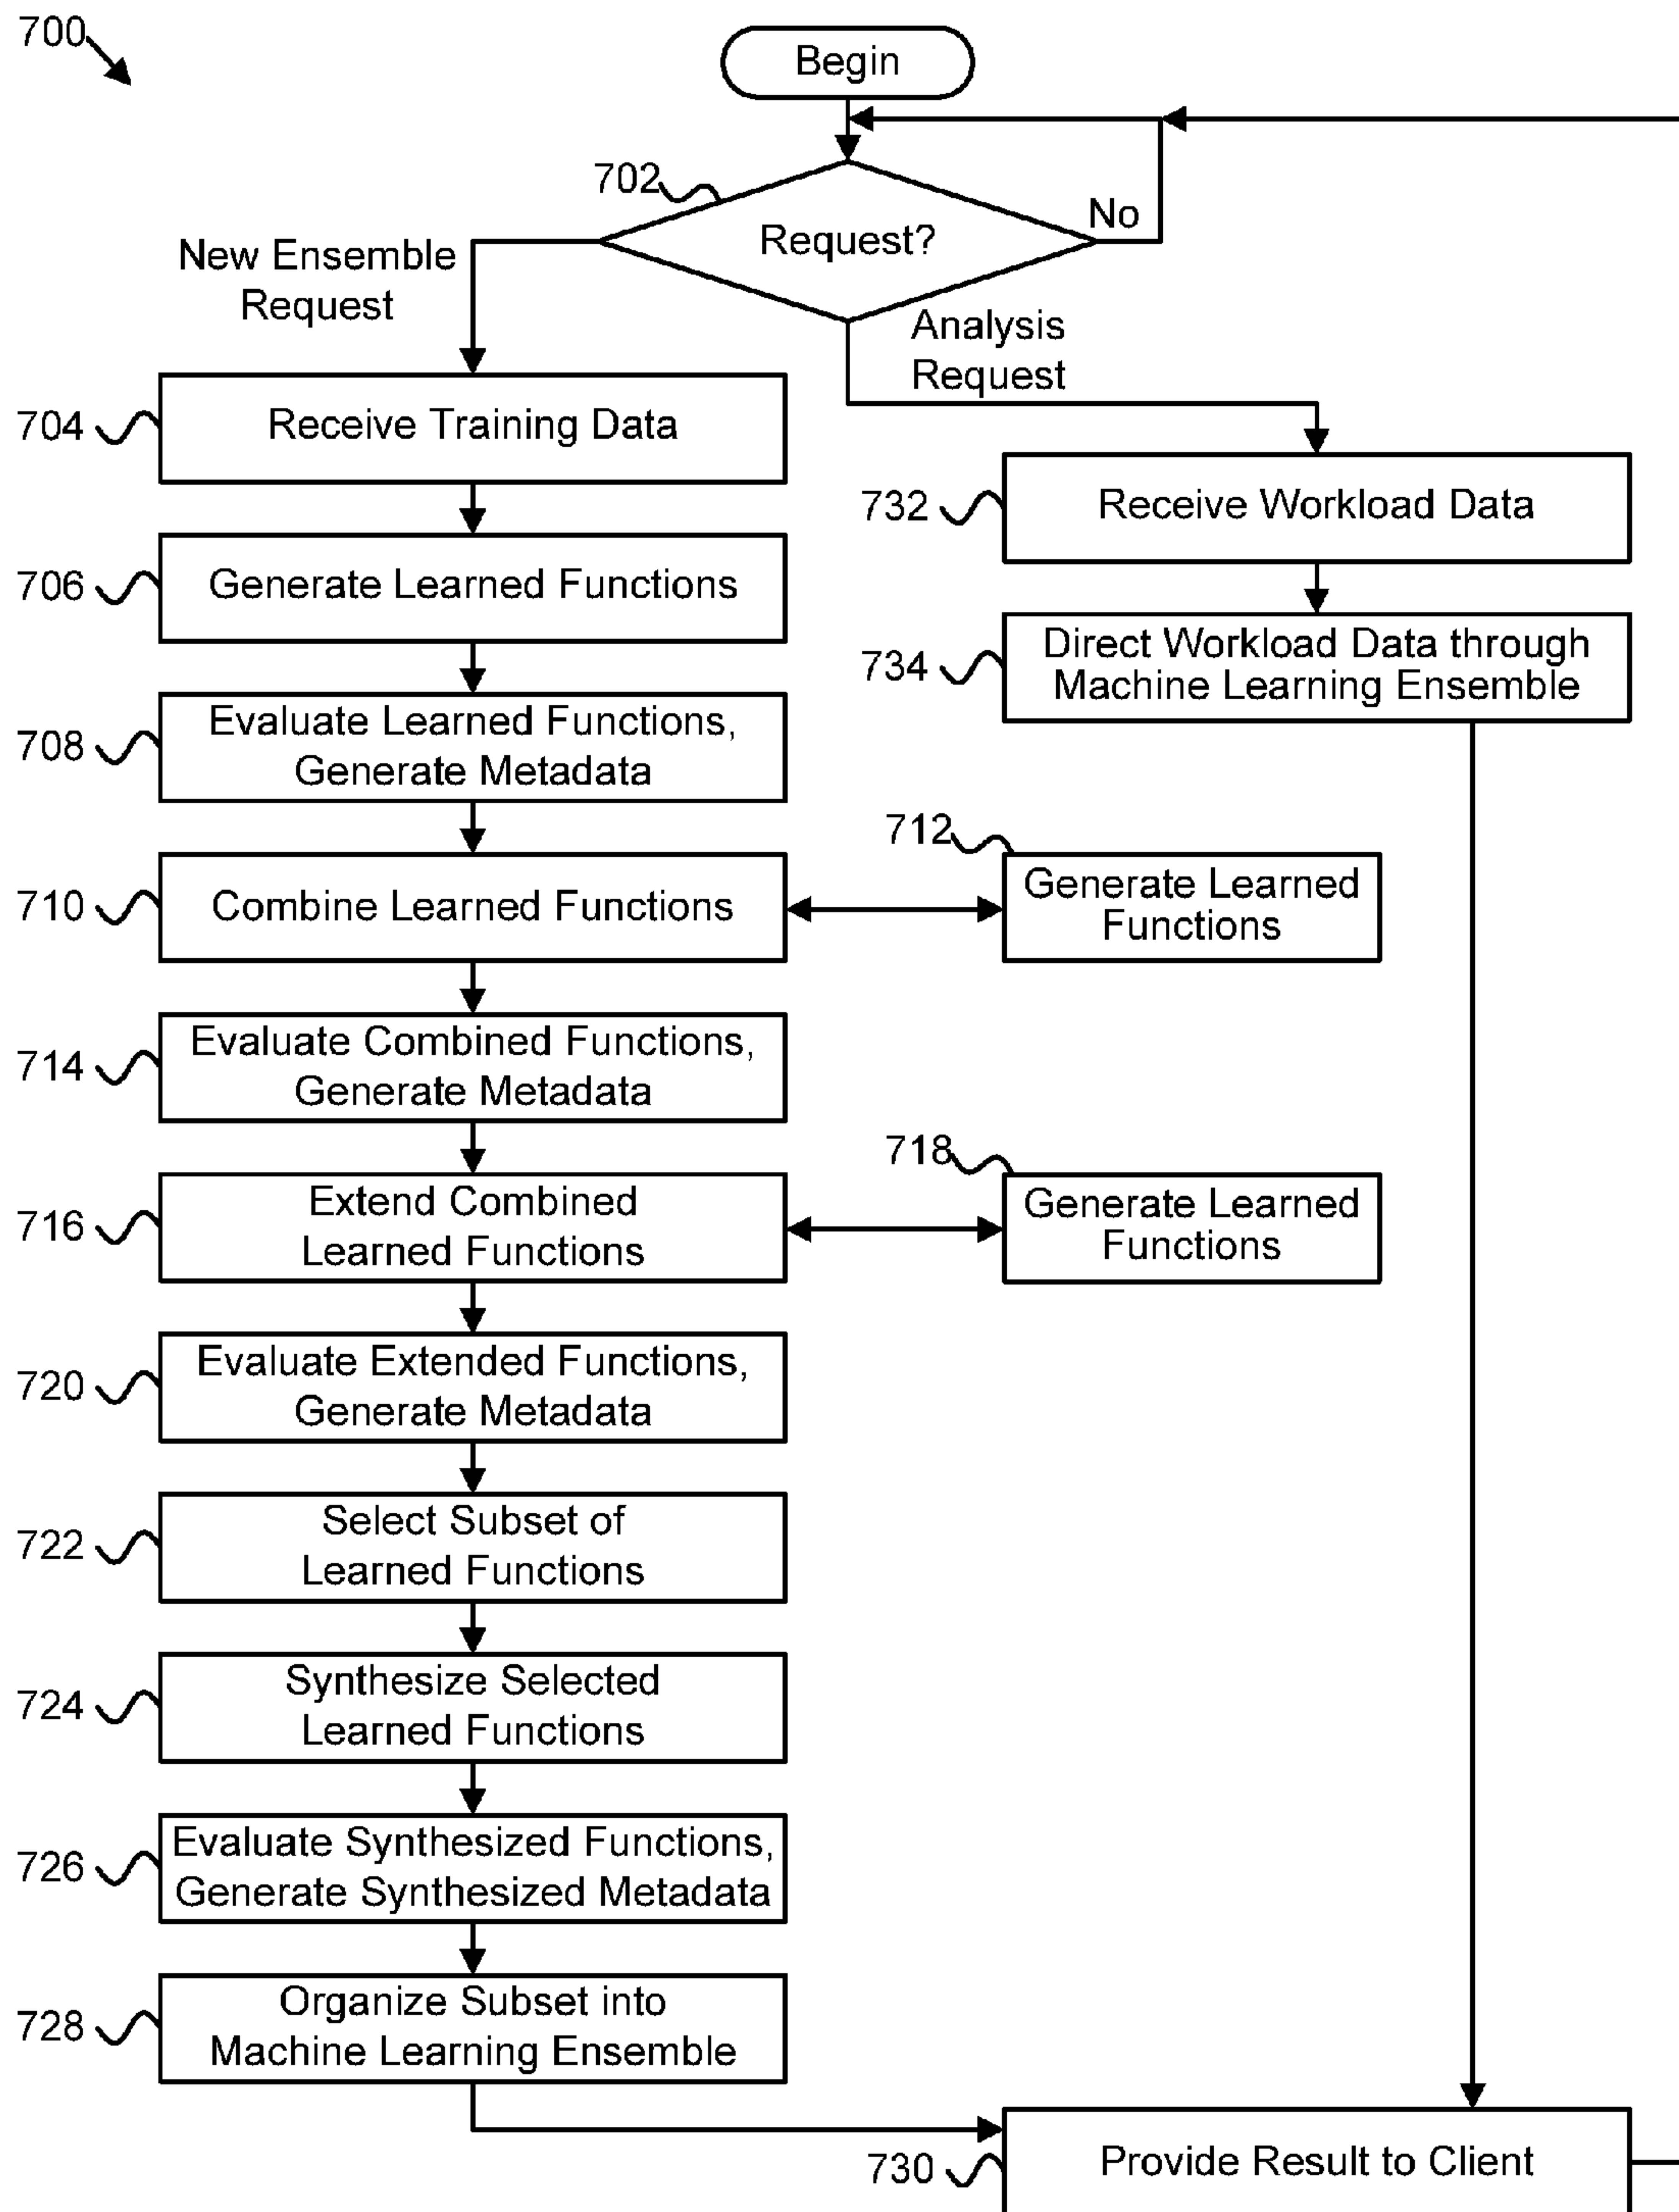 700
Begin
702
Request?
No
New Ensemble
Request
Analysis
Request
704
Receive Training Data
732
Receive Workload Data
706
Generate Learned Functions
734
Direct Workload Data through
Machine Learning Ensemble
708
Evaluate Learned Functions,
Generate Metadata
710
Combine Learned Functions
712
Generate Learned
Functions
714
Evaluate Combined Functions,
Generate Metadata
716
Extend Combined
Learned Functions
718
Generate Learned
Functions
720
Evaluate Extended Functions,
Generate Metadata
722
Select Subset of
Learned Functions
724
Synthesize Selected
Learned Functions
726
Evaluate Synthesized Functions,
Generate Synthesized Metadata
728
Organize Subset into
Machine Learning Ensemble
730
Provide Result to Client